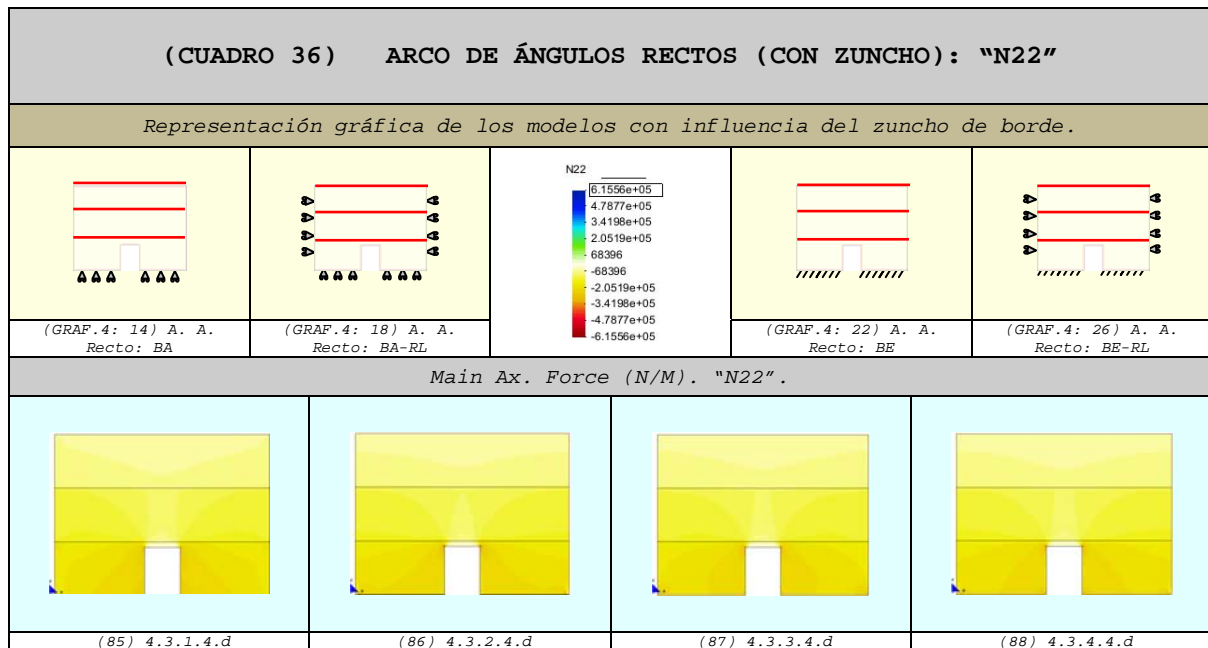 (CUADRO 36) ARCO DE ÁNGULOS RECTOS (CON ZUNCHO): “N22”
Representación gráfica de los modelos con influencia del zuncho de borde.
N22
6.1556e+05
4.7877e+05
3.4198e+05
2.0519e+05
68396
-68396
-2.0519e+05
-3.4198e+05
-4.7877e+05
-6.1556e+05
(GRAF.4: 14) A. A.
Recto: BA
(GRAF.4: 18) A. A.
Recto: BA-RL
(GRAF.4: 22) A. A.
Recto: BE
(GRAF.4: 26) A. A.
Recto: BE-RL
Main Ax. Force (N/M). “N22”.
(85) 4.3.1.4.d
(86) 4.3.2.4.d
(87) 4.3.3.4.d
(88) 4.3.4.4.d